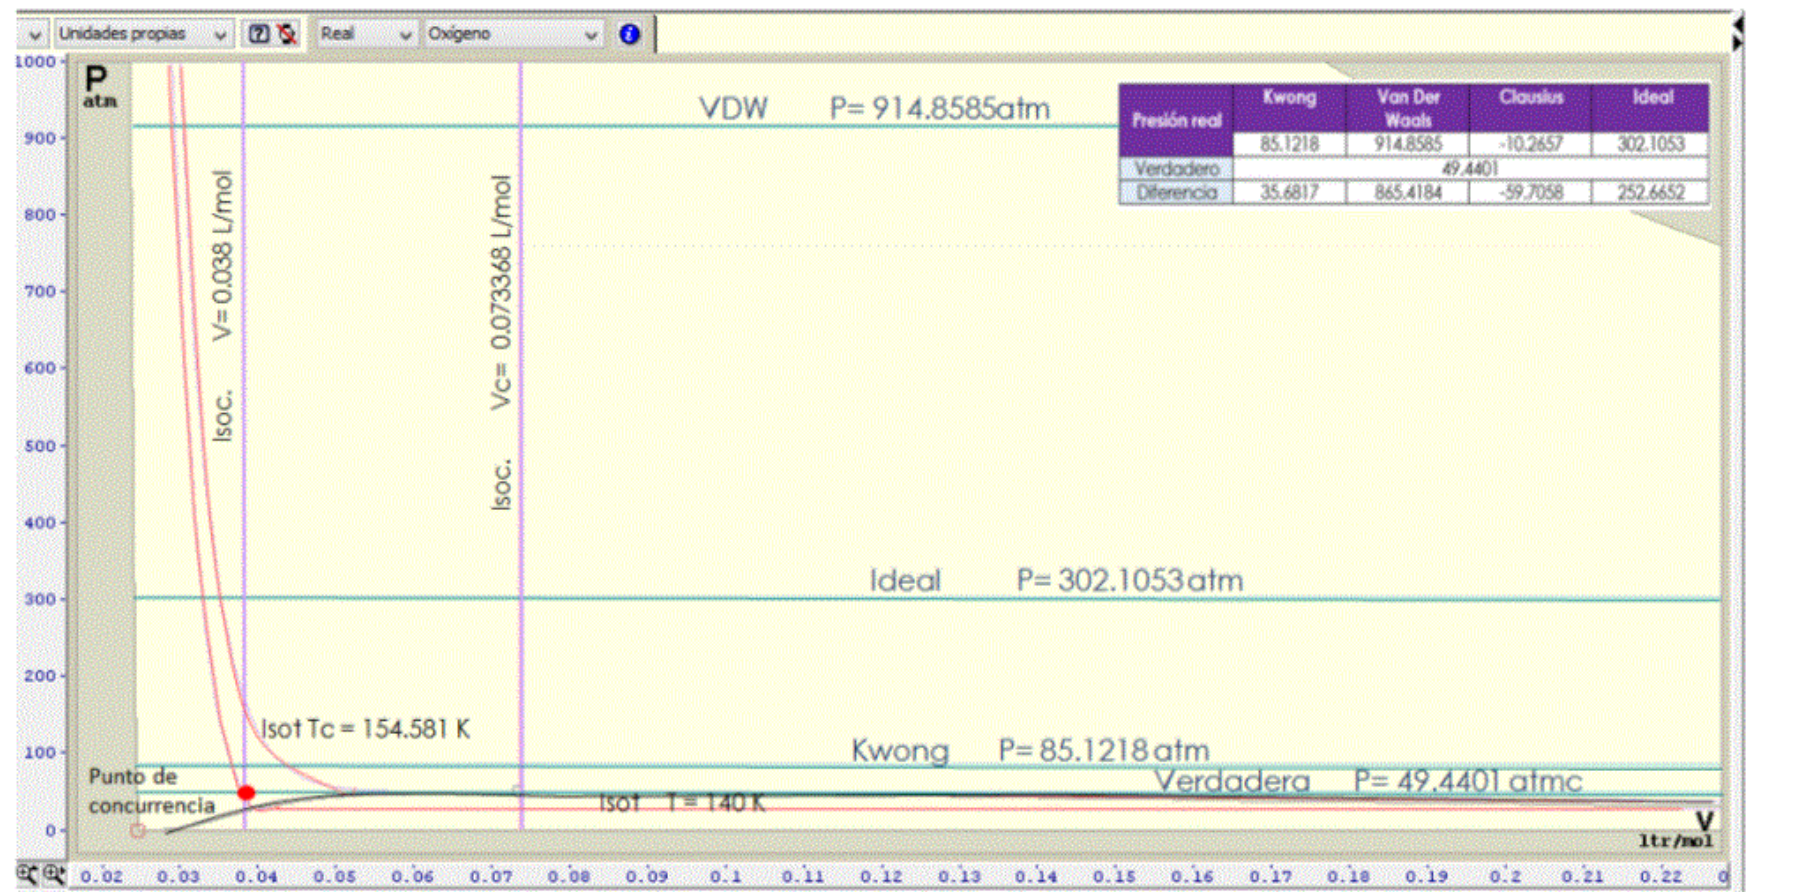 Unidades propias
Real
Oxígeno
P
atm
1000
900
800
700
600
500
400
300
200
100
0
VDW P= 914.8585atm
Presión real Kwong Van Der Waals Clausius Ideal
85.1218 914.8585 -10.2657 302.1053
Verdadero 49.4401
Diferencia 35.6817 865.4184 -59.7058 252.6652
Isoc. V= 0.038 L/mol
Isoc. Vc= 0.073368 L/mol
Ideal P= 302.1053atm
Isot Tc = 154.581 K
Kwong P= 85.1218atm
Verdadera P= 49.4401 atmc
Isot T = 140 K
Punto de
concurrencia
V
ltr/mol
0.02 0.03 0.04 0.05 0.06 0.07 0.08 0.09 0.1 0.11 0.12 0.13 0.14 0.15 0.16 0.17 0.18 0.19 0.2 0.21 0.22 0